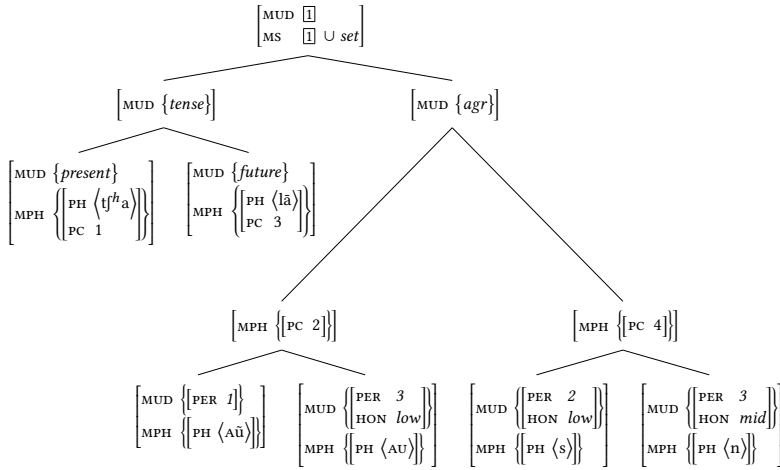 MUD 1
MS 1 ∪ set
MUD {tense}
MUD {agr}
MUD {present}
MPH {[PH ⟨tʃʰa⟩
PC 1]}
MUD {future}
MPH {[PH ⟨lā⟩
PC 3]}
MPH {[PC 2]}
MPH {[PC 4]}
MUD {[PER 1]}
MPH {[PH ⟨ʌũ⟩]}
MUD {[PER 3
HON low]}
MPH {[PH ⟨ʌu⟩]}
MUD {[PER 2
HON low]}
MPH {[PH ⟨s⟩]}
MUD {[PER 3
HON mid]}
MPH {[PH ⟨n⟩]}